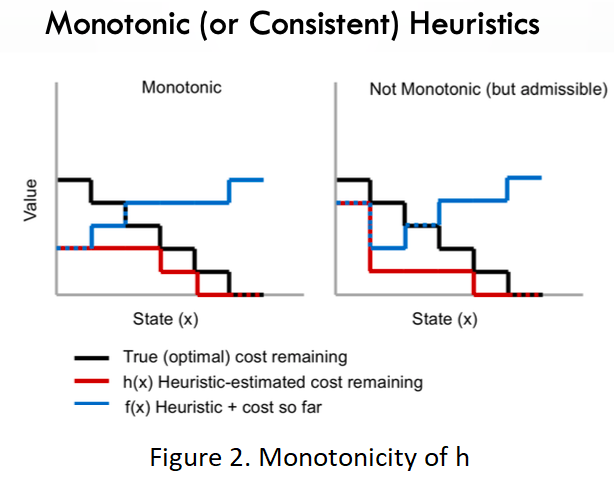 Monotonic (or Consistent) Heuristics
Monotonic
Not Monotonic (but admissible)
Value
State (x)
State (x)
True (optimal) cost remaining
h(x) Heuristic-estimated cost remaining
f(x) Heuristic + cost so far
Figure 2. Monotonicity of h